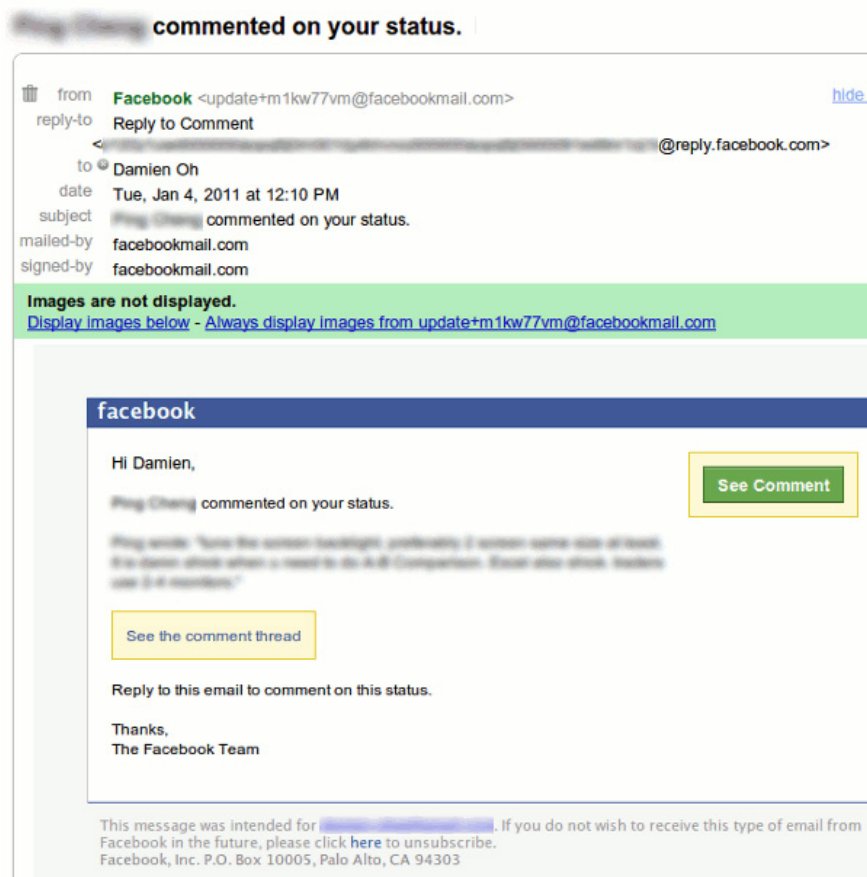 commented on your status.
from Facebook <update+m1kw77vm@facebookmail.com> hide
reply-to Reply to Comment
< @reply.facebook.com>
to Damien Oh
date Tue, Jan 4, 2011 at 12:10 PM
subject commented on your status.
mailed-by facebookmail.com
signed-by facebookmail.com
Images are not displayed.
Display images below - Always display images from update+m1kw77vm@facebookmail.com
facebook
Hi Damien,
See Comment
commented on your status.
See the comment thread
Reply to this email to comment on this status.
Thanks,
The Facebook Team
This message was intended for . If you do not wish to receive this type of email from
Facebook in the future, please click here to unsubscribe.
Facebook, Inc. P.O. Box 10005, Palo Alto, CA 94303